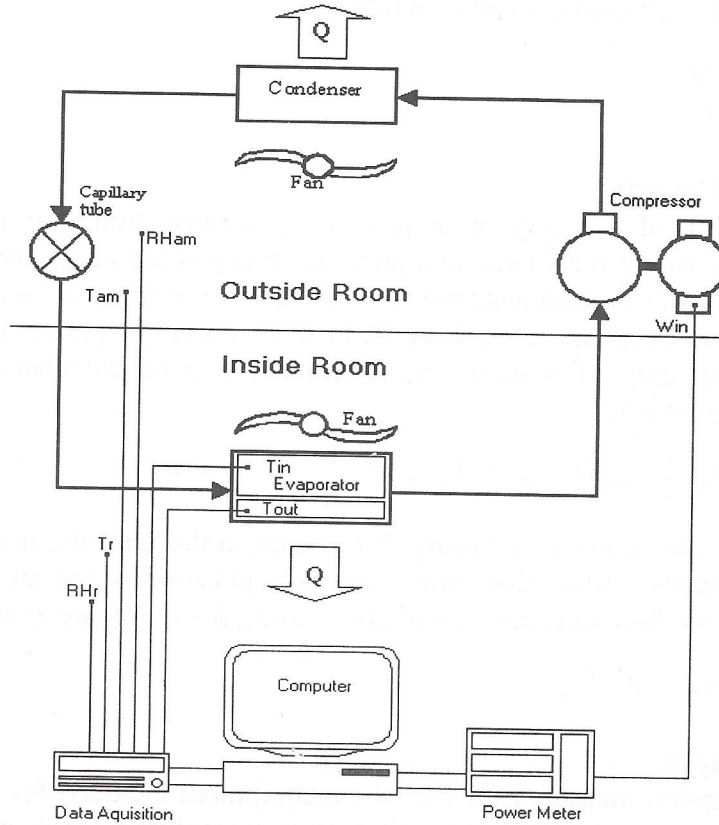 Q
Condenser
Fan
Capillary
tube
Compressor
RHam
Tam
Outside Room
Win
Inside Room
Fan
Tin
Evaporator
Tout
Tr
Q
RHr
Computer
Data Aquisition
Power Meter